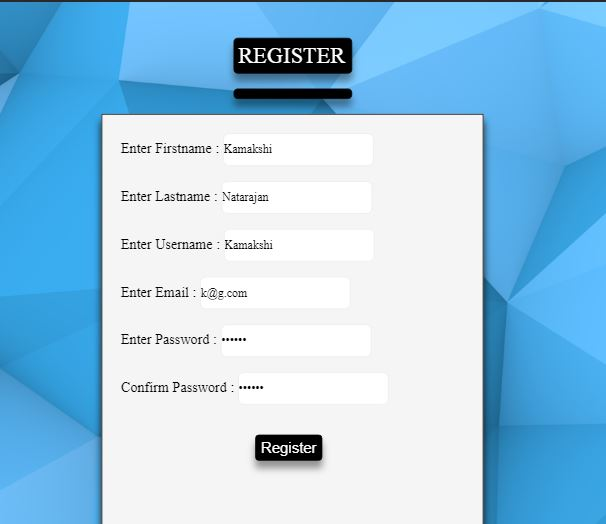 REGISTER
Enter Firstname : Kamakshi
Enter Lastname : Natarajan
Enter Username : Kamakshi
Enter Email : k@g.com
Enter Password : ••••••
Confirm Password : ••••••
Register